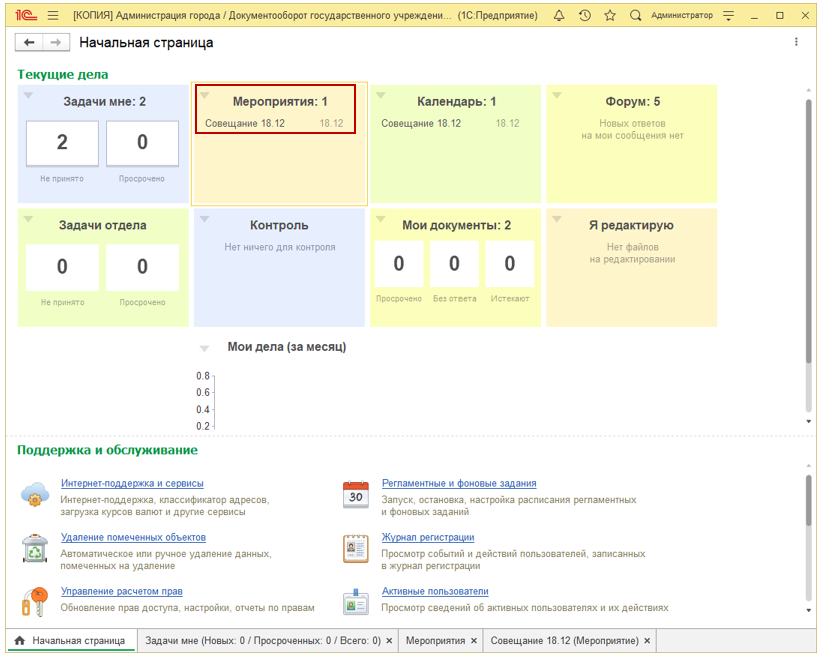 1С [КОПИЯ] Администрация города / Документооборот государственного учреждени... (1С:Предприятие) Администратор
Начальная страница
Текущие дела
Задачи мне: 2
2 0
Не принято Просрочено
Мероприятия: 1
Совещание 18.12 18.12
Календарь: 1
Совещание 18.12 18.12
Форум: 5
Новых ответов
на мои сообщения нет
Задачи отдела
0 0
Не принято Просрочено
Контроль
Нет ничего для контроля
Мои документы: 2
0 0 0
Просрочено Без ответа Истекают
Я редактирую
Нет файлов
на редактировании
Мои дела (за месяц)
0.8
0.6
0.4
0.2
Поддержка и обслуживание
Интернет-поддержка и сервисы
Интернет-поддержка, классификатор адресов,
загрузка курсов валют и другие сервисы
30
Регламентные и фоновые задания
Запуск, остановка, настройка расписания регламентных
и фоновых заданий
Удаление помеченных объектов
Автоматическое или ручное удаление данных,
помеченных на удаление
Журнал регистрации
Просмотр событий и действий пользователей, записанных
в журнал регистрации
Управление расчетом прав
Обновление прав доступа, настройки, отчеты по правам
Активные пользователи
Просмотр сведений об активных пользователях и их действиях
Начальная страница Задачи мне (Новых: 0 / Просроченных: 0 / Всего: 0) × Мероприятия × Совещание 18.12 (Мероприятие) ×